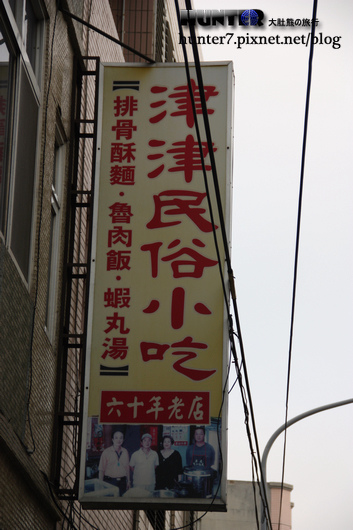 HUNTER 大肚熊の旅行
hunter7.pixnet.net/blog
津津民俗小吃
【排骨酥麵·魯肉飯·蝦丸湯】
六十年老店